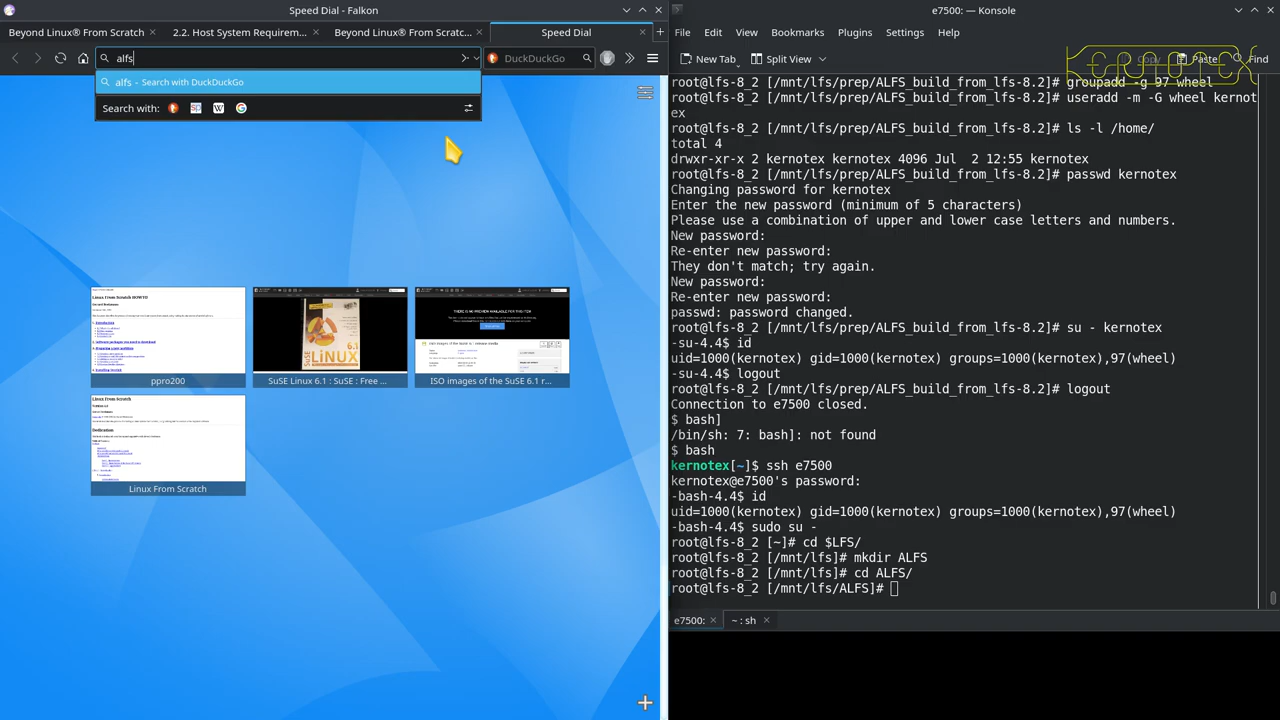 Speed Dial - Falkon
Beyond Linux® From Scratch
2.2. Host System Requirem...
Beyond Linux® From Scratc...
Speed Dial
alfs
DuckDuckGo
alfs - Search with DuckDuckGo
Search with:
ppro200
SuSE Linux 6.1 : SuSE : Free ...
ISO images of the SuSE 6.1 r...
Linux From Scratch
e7500: — Konsole
File Edit View Bookmarks Plugins Settings Help
New Tab Split View Copy Paste Find
KERNOTEX
root@lfs-8_2 [/mnt/lfs/prep/ALFS_build_from_lfs-8.2]# groupadd -g 97 wheel
root@lfs-8_2 [/mnt/lfs/prep/ALFS_build_from_lfs-8.2]# useradd -m -G wheel kernot
ex
root@lfs-8_2 [/mnt/lfs/prep/ALFS_build_from_lfs-8.2]# ls -l /home/
total 4
drwxr-xr-x 2 kernotex kernotex 4096 Jul  2 12:55 kernotex
root@lfs-8_2 [/mnt/lfs/prep/ALFS_build_from_lfs-8.2]# passwd kernotex
Changing password for kernotex
Enter the new password (minimum of 5 characters)
Please use a combination of upper and lower case letters and numbers.
New password:
Re-enter new password:
They don't match; try again.
New password:
Re-enter new password:
passwd: password changed.
root@lfs-8_2 [/mnt/lfs/prep/ALFS_build_from_lfs-8.2]# su - kernotex
-su-4.4$ id
uid=1000(kernotex) gid=1000(kernotex) groups=1000(kernotex),97(wheel)
-su-4.4$ logout
root@lfs-8_2 [/mnt/lfs/prep/ALFS_build_from_lfs-8.2]# logout
Connection to e7500 closed.
$ bash]
/bin/sh: 7: bash]: not found
$ bash
kernotex[~]$ ssh e7500
kernotex@e7500's password:
-bash-4.4$ id
uid=1000(kernotex) gid=1000(kernotex) groups=1000(kernotex),97(wheel)
-bash-4.4$ sudo su -
root@lfs-8_2 [~]# cd $LFS/
root@lfs-8_2 [/mnt/lfs]# mkdir ALFS
root@lfs-8_2 [/mnt/lfs]# cd ALFS/
root@lfs-8_2 [/mnt/lfs/ALFS]#
e7500:
~ : sh